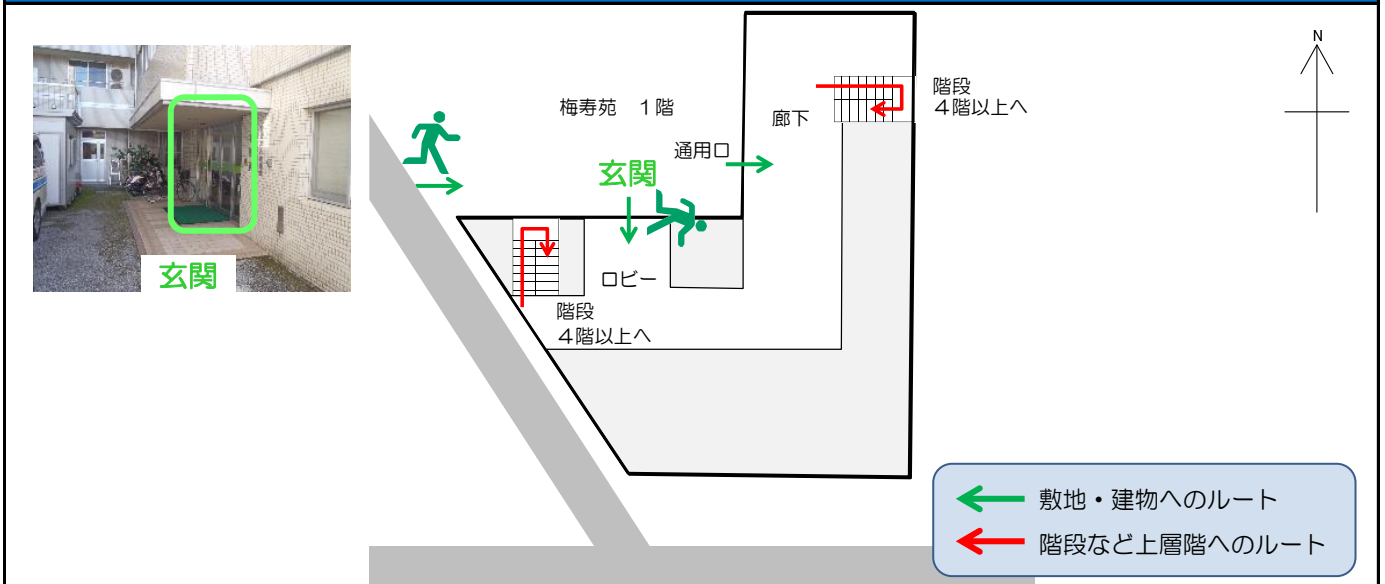 N
階段
4階以上へ
梅寿苑 1階
廊下
通用口
玄関
ロビー
階段
4階以上へ
玄関
敷地・建物へのルート
階段など上層階へのルート